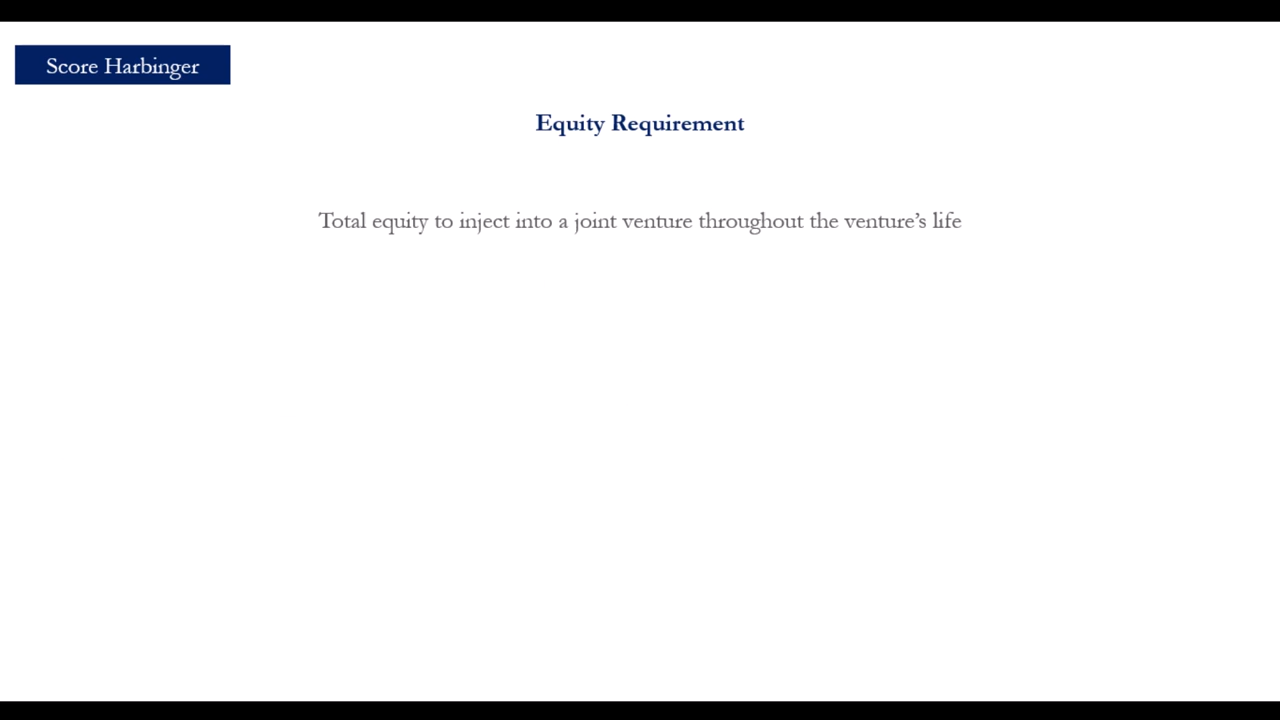 Score Harbinger
Equity Requirement
Total equity to inject into a joint venture throughout the venture’s life